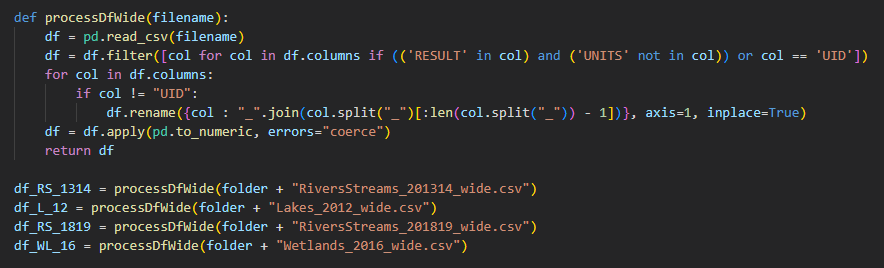 def processDfWide(filename):
    df = pd.read_csv(filename)
    df = df.filter([col for col in df.columns if (('RESULT' in col) and ('UNITS' not in col)) or col == 'UID'])
    for col in df.columns:
        if col != "UID":
            df.rename({col : "_".join(col.split("_")[:len(col.split("_")) - 1])}, axis=1, inplace=True)
    df = df.apply(pd.to_numeric, errors="coerce")
    return df

df_RS_1314 = processDfWide(folder + "RiversStreams_201314_wide.csv")
df_L_12 = processDfWide(folder + "Lakes_2012_wide.csv")
df_RS_1819 = processDfWide(folder + "RiversStreams_201819_wide.csv")
df_WL_16 = processDfWide(folder + "Wetlands_2016_wide.csv")